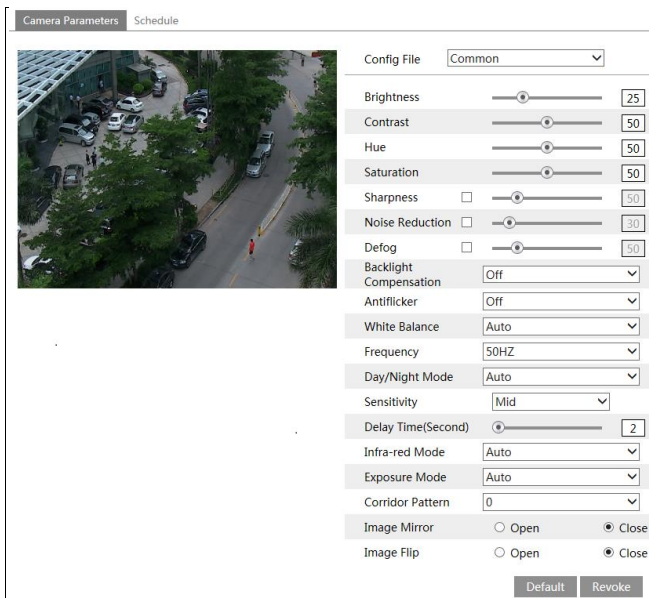 Camera Parameters Schedule
Config File Common
Brightness 25
Contrast 50
Hue 50
Saturation 50
Sharpness 50
Noise Reduction 30
Defog 50
Backlight
Compensation Off
Antiflicker Off
White Balance Auto
Frequency 50HZ
Day/Night Mode Auto
Sensitivity Mid
Delay Time(Second) 2
Infra-red Mode Auto
Exposure Mode Auto
Corridor Pattern 0
Image Mirror Open Close
Image Flip Open Close
Default Revoke